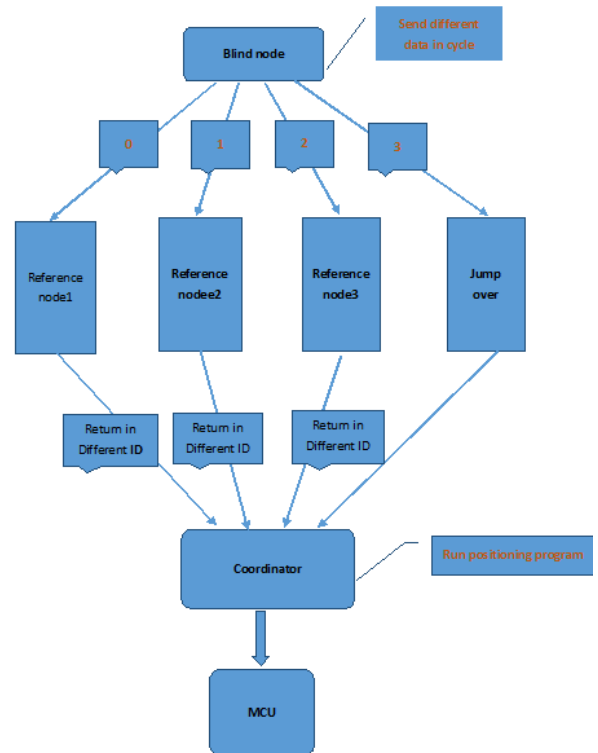 Send different
data in cycle
Blind node
0
1
2
3
Reference
node1
Reference
nodee2
Reference
node3
Jump
over
Return in
Different ID
Return in
Different ID
Return in
Different ID
Coordinator
Run positioning program
MCU